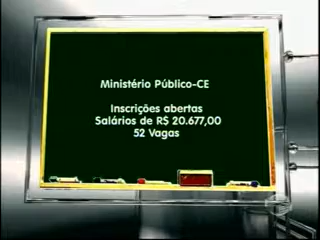 Ministério Público-CE
Inscrições abertas
Salários de R$ 20.677,00
52 Vagas